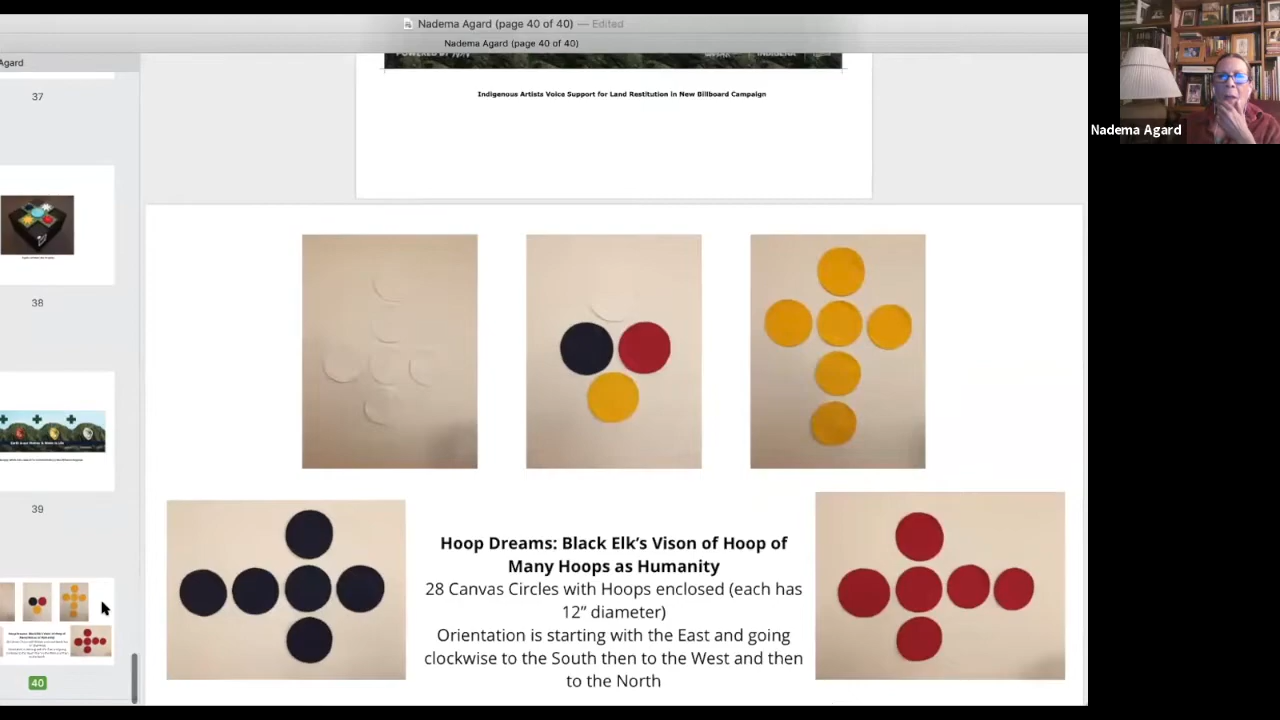 Nadema Agard (page 40 of 40) — Edited
Nadema Agard (page 40 of 40)
Agard
37
38
39
40
Indigenous Artists Voice Support for Land Restitution in New Billboard Campaign
Hoop Dreams: Black Elk's Vison of Hoop of
Many Hoops as Humanity
28 Canvas Circles with Hoops enclosed (each has
12” diameter)
Orientation is starting with the East and going
clockwise to the South then to the West and then
to the North
Nadema Agard